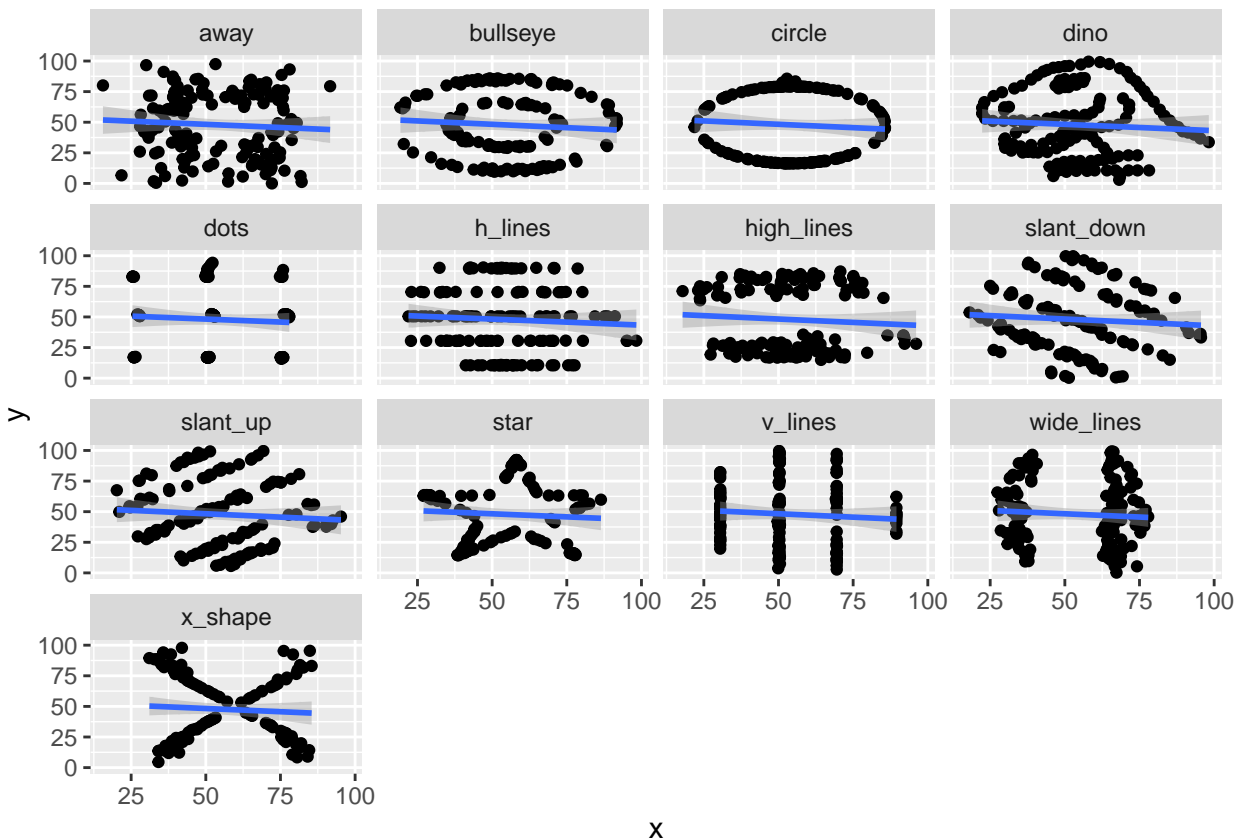 away bullseye circle dino
100
75
50
25
0
dots h_lines high_lines slant_down
100
75
50
25
0
y
slant_up star v_lines wide_lines
100
75
50
25
0
25 50 75 100 25 50 75 100 25 50 75 100
x_shape
100
75
50
25
0
25 50 75 100
x